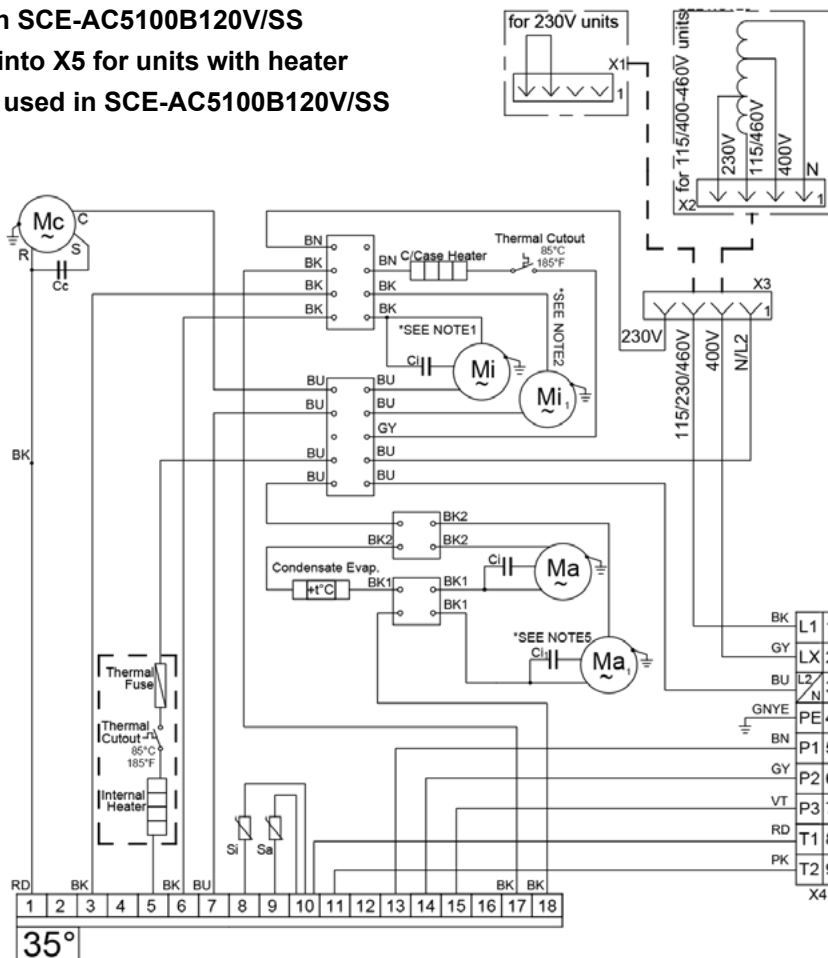 n SCE-AC5100B120V/SS
into X5 for units with heater
used in SCE-AC5100B120V/SS
for 230V units
X1
1
for 115/400-460V units
230V
115/460V
400V
N
X2
1
Mc
~
C
R
S
Cc
BN
BK
BK
BK
BN
C/Case Heater
Thermal Cutout
85°C
185°F
BK
BK
*SEE NOTE1
*SEE NOTE2
Ci
Mi
~
Mi1
~
X3
1
230V
115/230/460V
400V
N/L2
BU
BU
BU
BU
BU
BU
GY
BU
BU
BK
BK2
BK2
BK2
Condensate Evap.
+t°C
BK1
BK1
BK1
Ci
Ma
~
*SEE NOTE5
Ci1
Ma1
~
Thermal
Fuse
Thermal
Cutout
85°C
185°F
Internal
Heater
Si
Sa
BK L1
GY LX 2
BU L2/N
GNYE PE 4
BN P1 5
GY P2 6
VT P3 7
RD T1 8
PK T2 9
X4
RD BK BK BU BK BK
1 2 3 4 5 6 7 8 9 10 11 12 13 14 15 16 17 18
35°